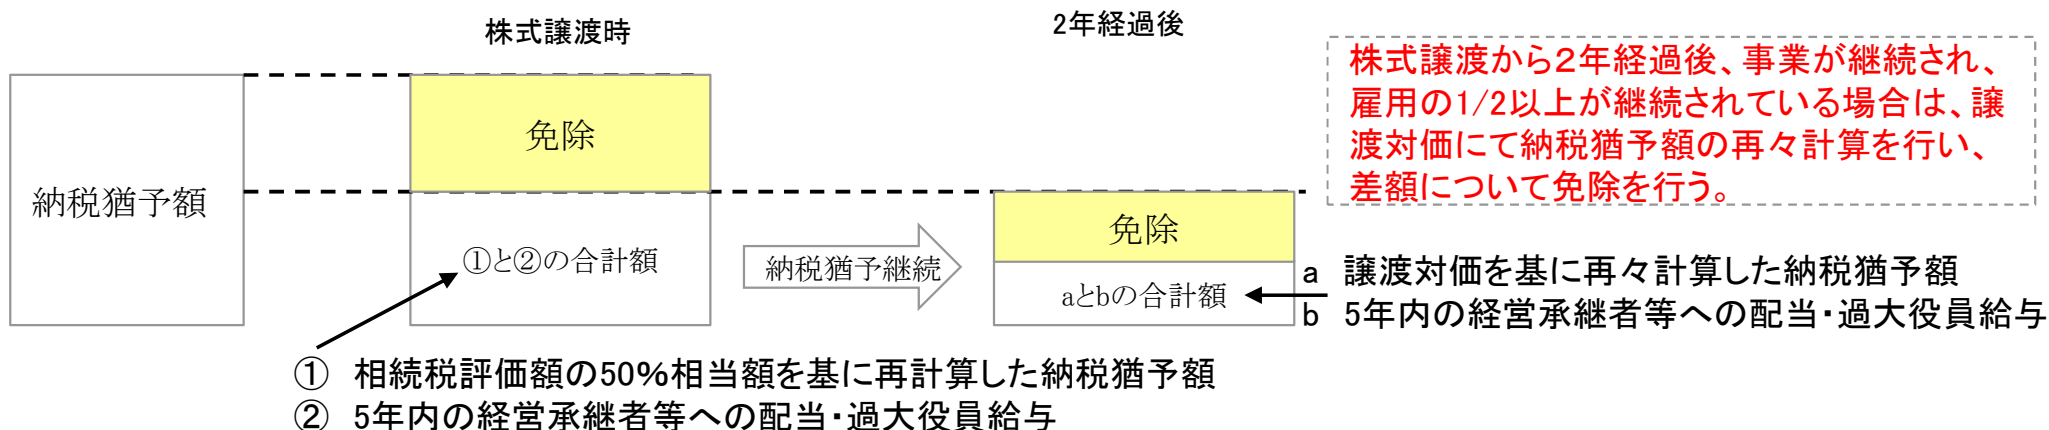 株式譲渡時
2年経過後
株式譲渡から2年経過後、事業が継続され、
雇用の1/2以上が継続されている場合は、譲
渡対価にて納税猶予額の再々計算を行い、
差額について免除を行う。
納税猶予額
免除
①と②の合計額
納税猶予継続
免除
aとbの合計額
a 譲渡対価を基に再々計算した納税猶予額
b 5年内の経営承継者等への配当・過大役員給与
① 相続税評価額の50%相当額を基に再計算した納税猶予額
② 5年内の経営承継者等への配当・過大役員給与